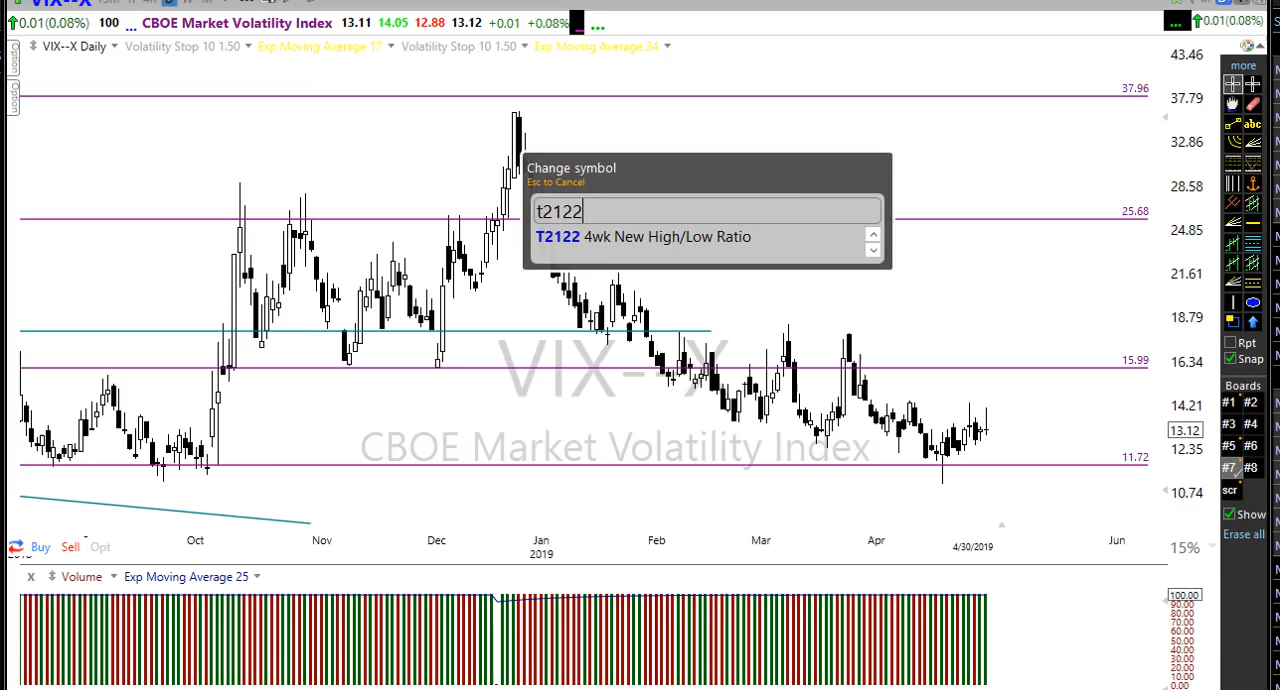 VIX--X
0.01(0.08%) 100 ... CBOE Market Volatility Index 13.11 14.05 12.88 13.12 +0.01 +0.08% ... ... ... 0.01(0.08%)
VIX--X Daily Volatility Stop 10 1.50 Exp Moving Average 17 Volatility Stop 10 1.50 Exp Moving Average 34
Option
Option
43.46
37.96
37.79
32.86
28.58
25.68
24.85
21.61
18.79
16.34
15.99
14.21
13.12
12.35
11.72
10.74
15%
Change symbol
Esc to Cancel
t2122
T2122 4wk New High/Low Ratio
VIX--X
CBOE Market Volatility Index
more
abc
Rpt
Snap
Boards
#1 #2
#3 #4
#5 #6
#7 #8
scr
Show
Erase all
Oct Nov Dec Jan Feb Mar Apr Jun
2019 4/30/2019
Buy Sell Opt
X Volume Exp Moving Average 25
100.00
90.00
80.00
70.00
60.00
50.00
40.00
30.00
20.00
10.00
0.00